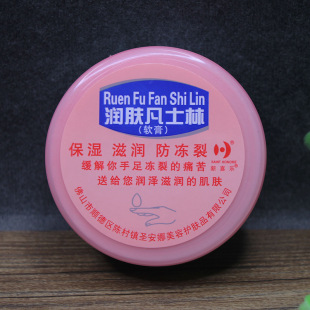 Ruen Fu Fan Shi Lin
润肤凡士林
(软膏)
保湿 滋润 防冻裂
缓解你手足冻裂的痛苦
送给您润泽滋润的肌肤
佛山市顺德区陈村镇圣安娜美容护肤品有限公司